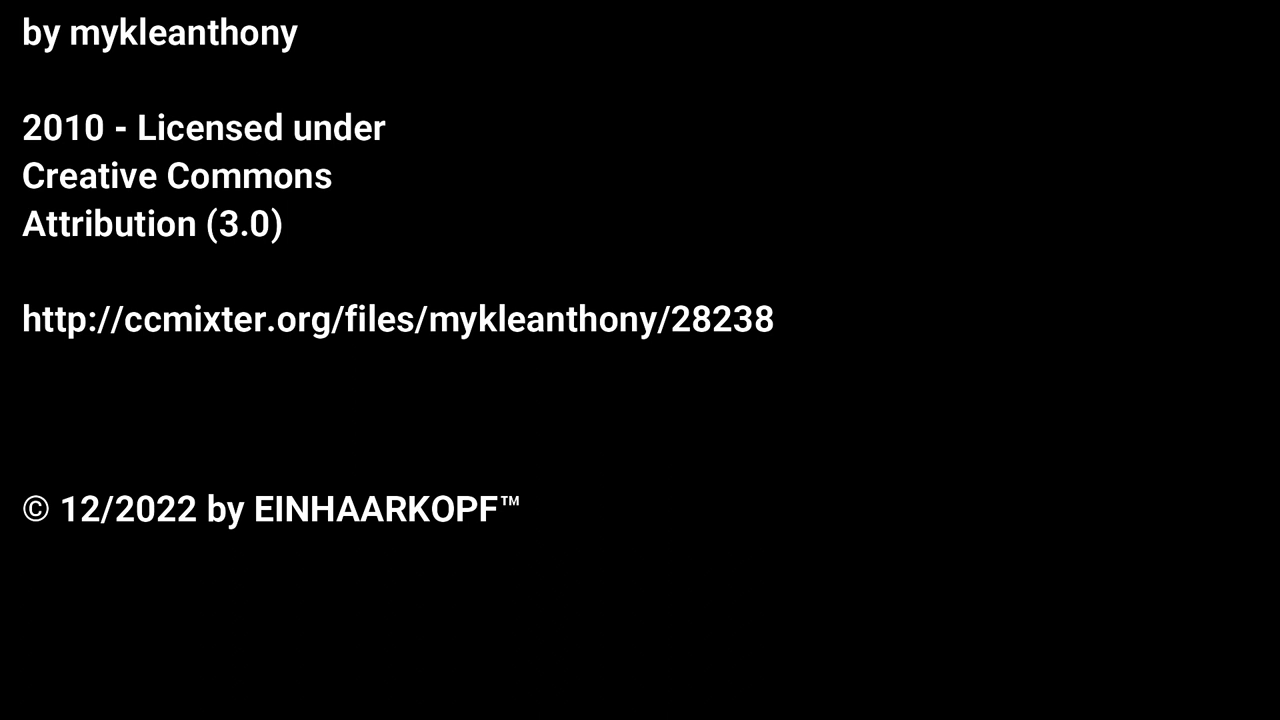 by mykleanthony
2010 - Licensed under
Creative Commons
Attribution (3.0)
http://ccmixter.org/files/mykleanthony/28238
© 12/2022 by EINHAARKOPF™